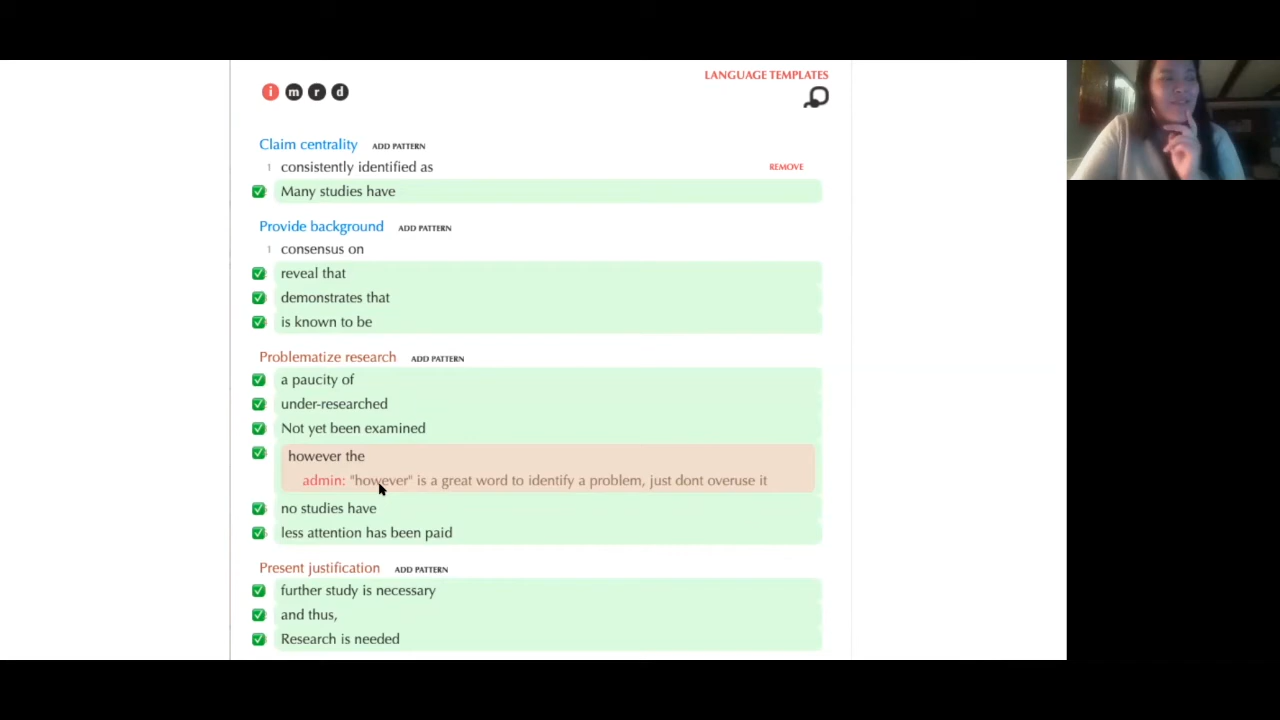 LANGUAGE TEMPLATES
i m r d
Claim centrality ADD PATTERN
1 consistently identified as REMOVE
Many studies have
Provide background ADD PATTERN
1 consensus on
reveal that
demonstrates that
is known to be
Problematize research ADD PATTERN
a paucity of
under-researched
Not yet been examined
however the
admin: "however" is a great word to identify a problem, just dont overuse it
no studies have
less attention has been paid
Present justification ADD PATTERN
further study is necessary
and thus,
Research is needed